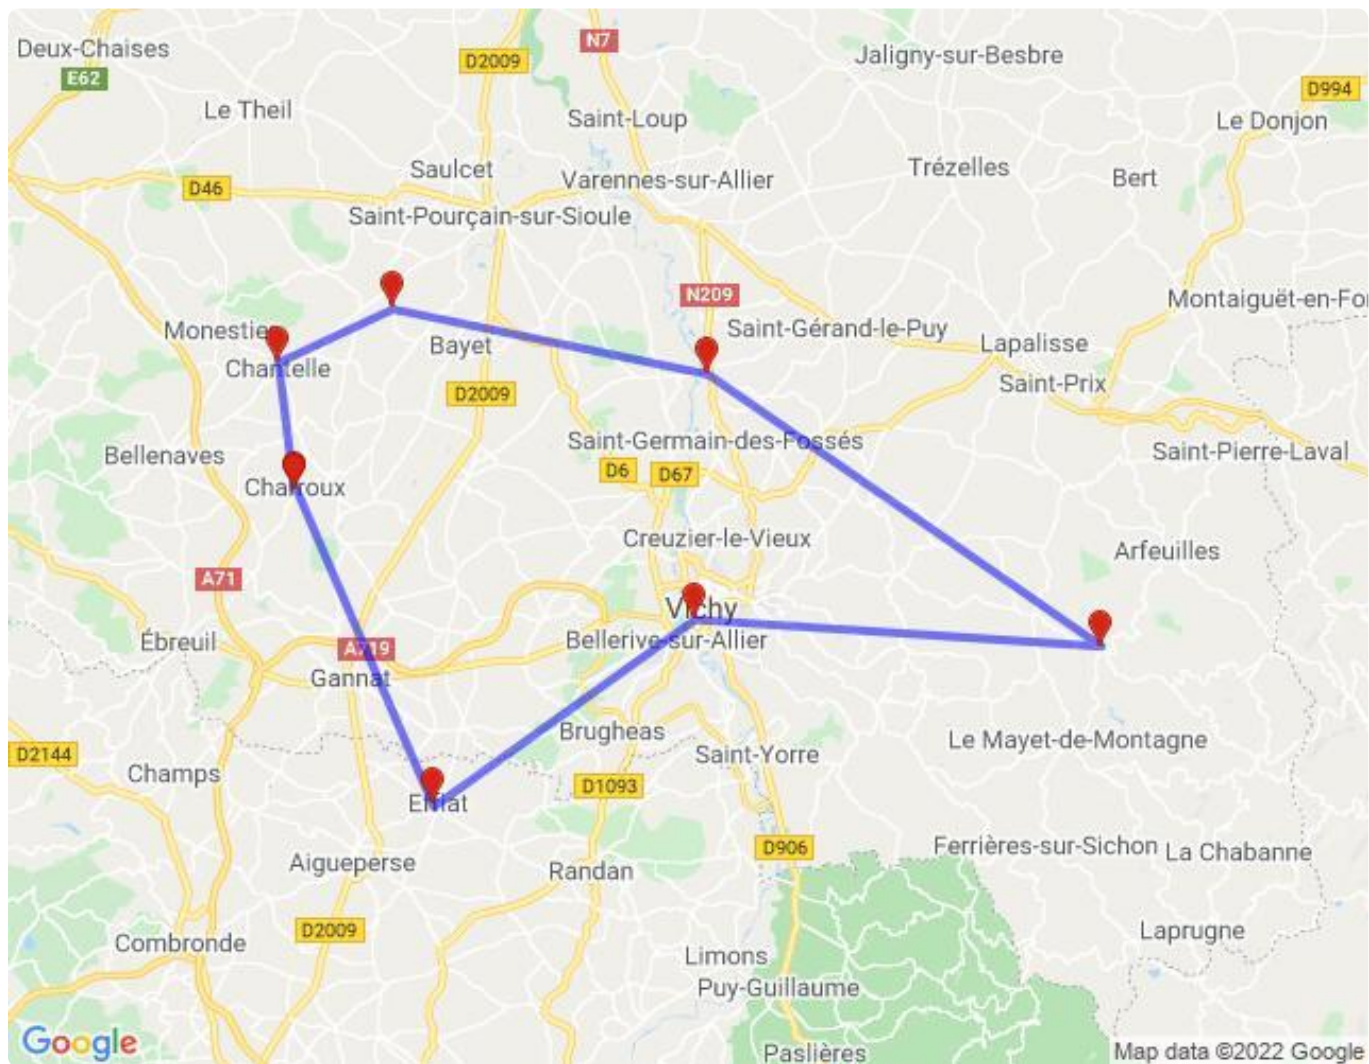 N7
Deux-Chaises
D2009
Jaligny-sur-Besbre
E62
D994
Le Theil
Saint-Loup
Le Donjon
Saulcet
Trézelles
D46
Varennes-sur-Allier
Bert
Saint-Pourçain-sur-Sioule
N209
Montaiguët-en-For
Monestier
Saint-Gérand-le-Puy
Bayet
Lapalisse
Chantelle
Saint-Prix
D2009
Saint-Germain-des-Fossés
Bellenaves
Saint-Pierre-Laval
D6
D67
Charroux
Creuzier-le-Vieux
Arfeuilles
A71
Vichy
Ébreuil
Bellerive-sur-Allier
A719
Gannat
Brugheas
Le Mayet-de-Montagne
D2144
Saint-Yorre
Champs
D1093
Effiat
D906
Ferrières-sur-Sichon
La Chabanne
Aigueperse
Randan
D2009
Laprugne
Combronde
Limons
Puy-Guillaume
Google
Paslières
Map data ©2022 Google